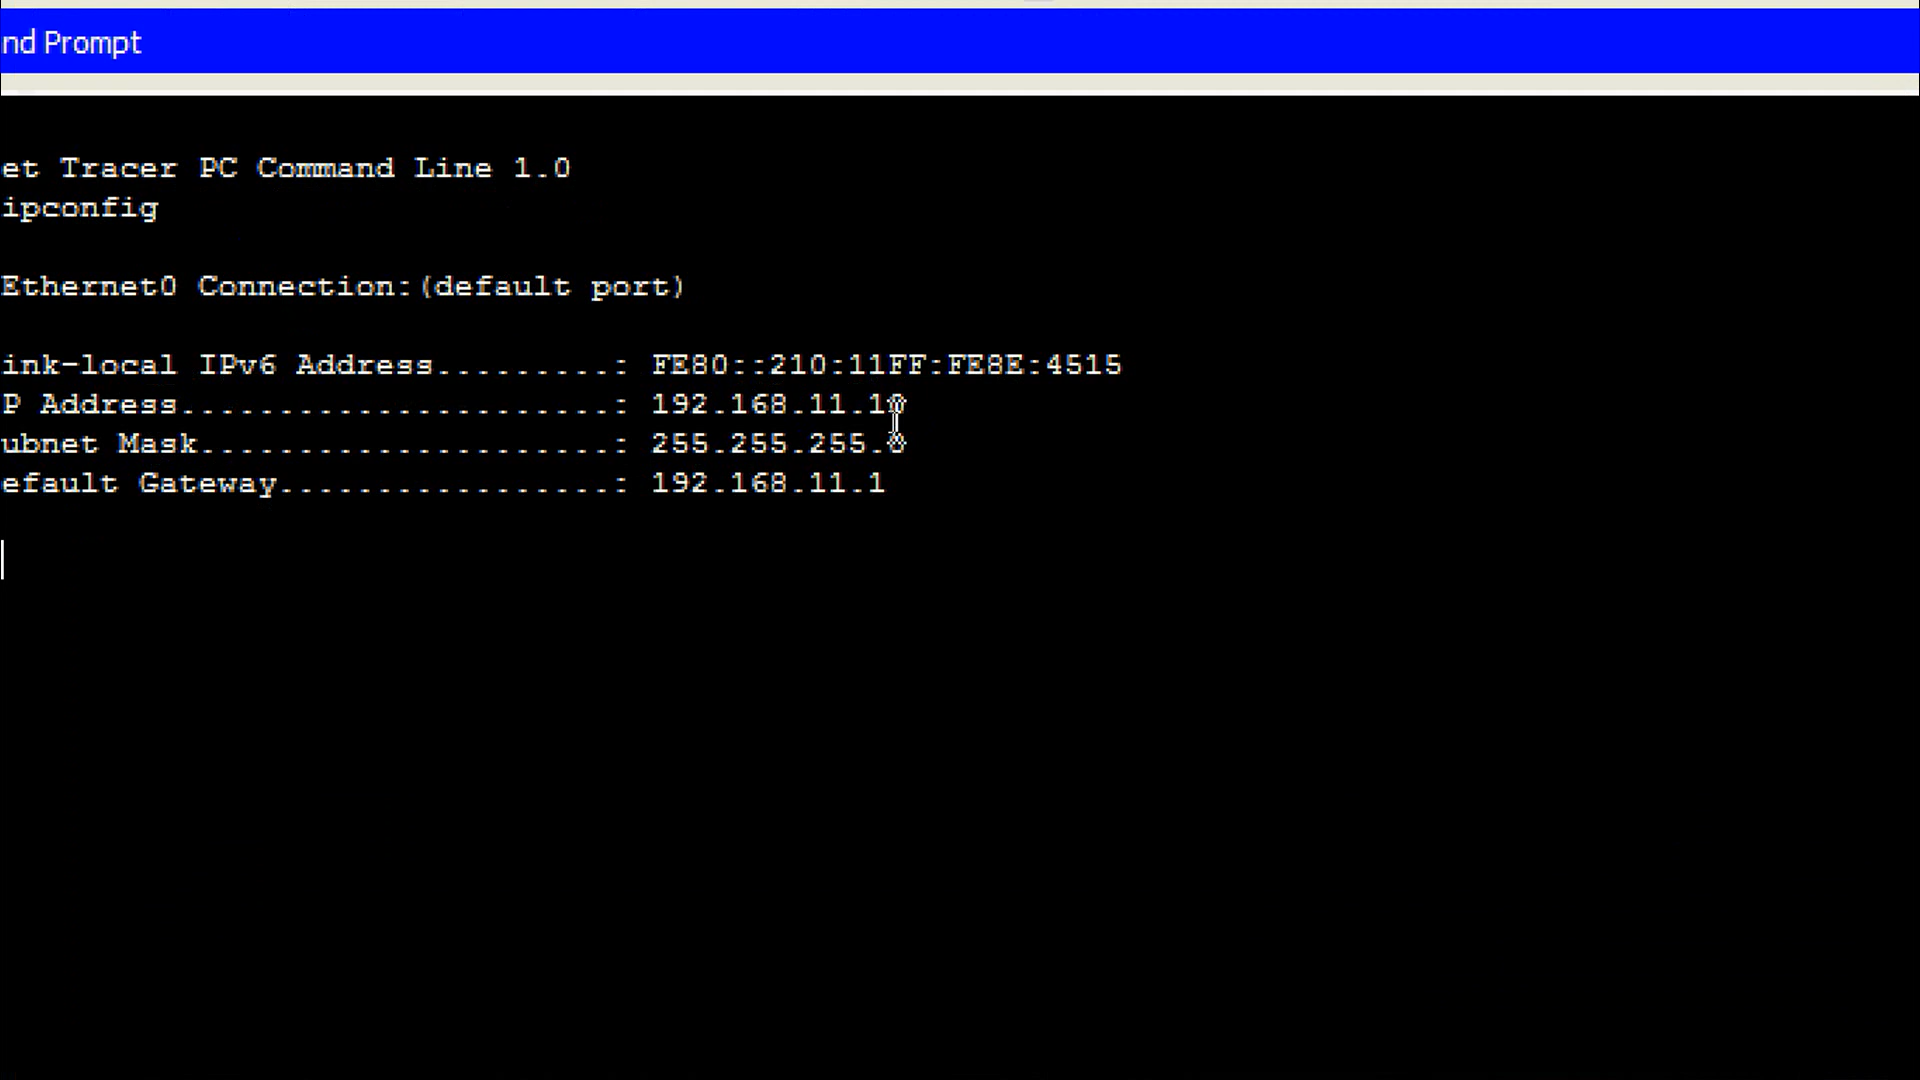 nd Prompt
et Tracer PC Command Line 1.0
ipconfig
Ethernet0 Connection:(default port)
ink-local IPv6 Address.........: FE80::210:11FF:FE8E:4515
P Address......................: 192.168.11.10
ubnet Mask.....................: 255.255.255.0
efault Gateway.................: 192.168.11.1